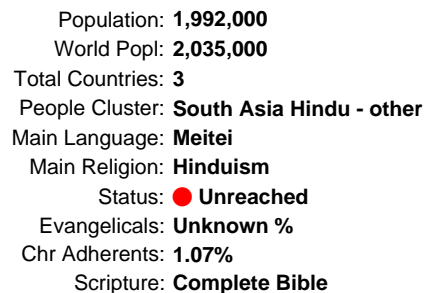 Population: 1,992,000
World Popl: 2,035,000
Total Countries: 3
People Cluster: South Asia Hindu - other
Main Language: Meitei
Main Religion: Hinduism
Status: Unreached
Evangelicals: Unknown %
Chr Adherents: 1.07%
Scripture: Complete Bible